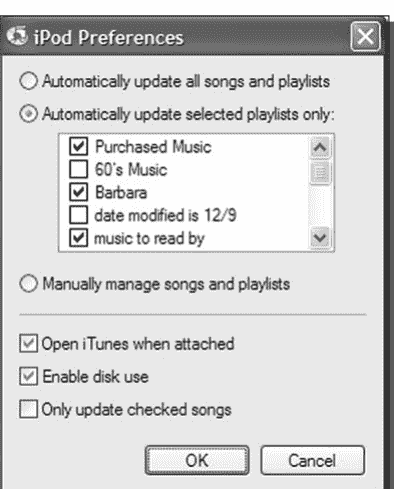 iPod Preferences
Automatically update all songs and playlists
Automatically update selected playlists only:
Purchased Music
60's Music
Barbara
date modified is 12/9
music to read by
Manually manage songs and playlists
Open iTunes when attached
Enable disk use
Only update checked songs
OK Cancel